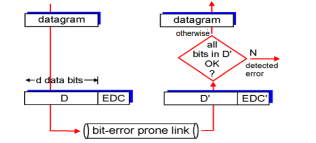 datagram
datagram
otherwise
all
bits in D'
OK
?
N
detected
error
d data bits
D
EDC
D'
EDC'
bit-error prone link